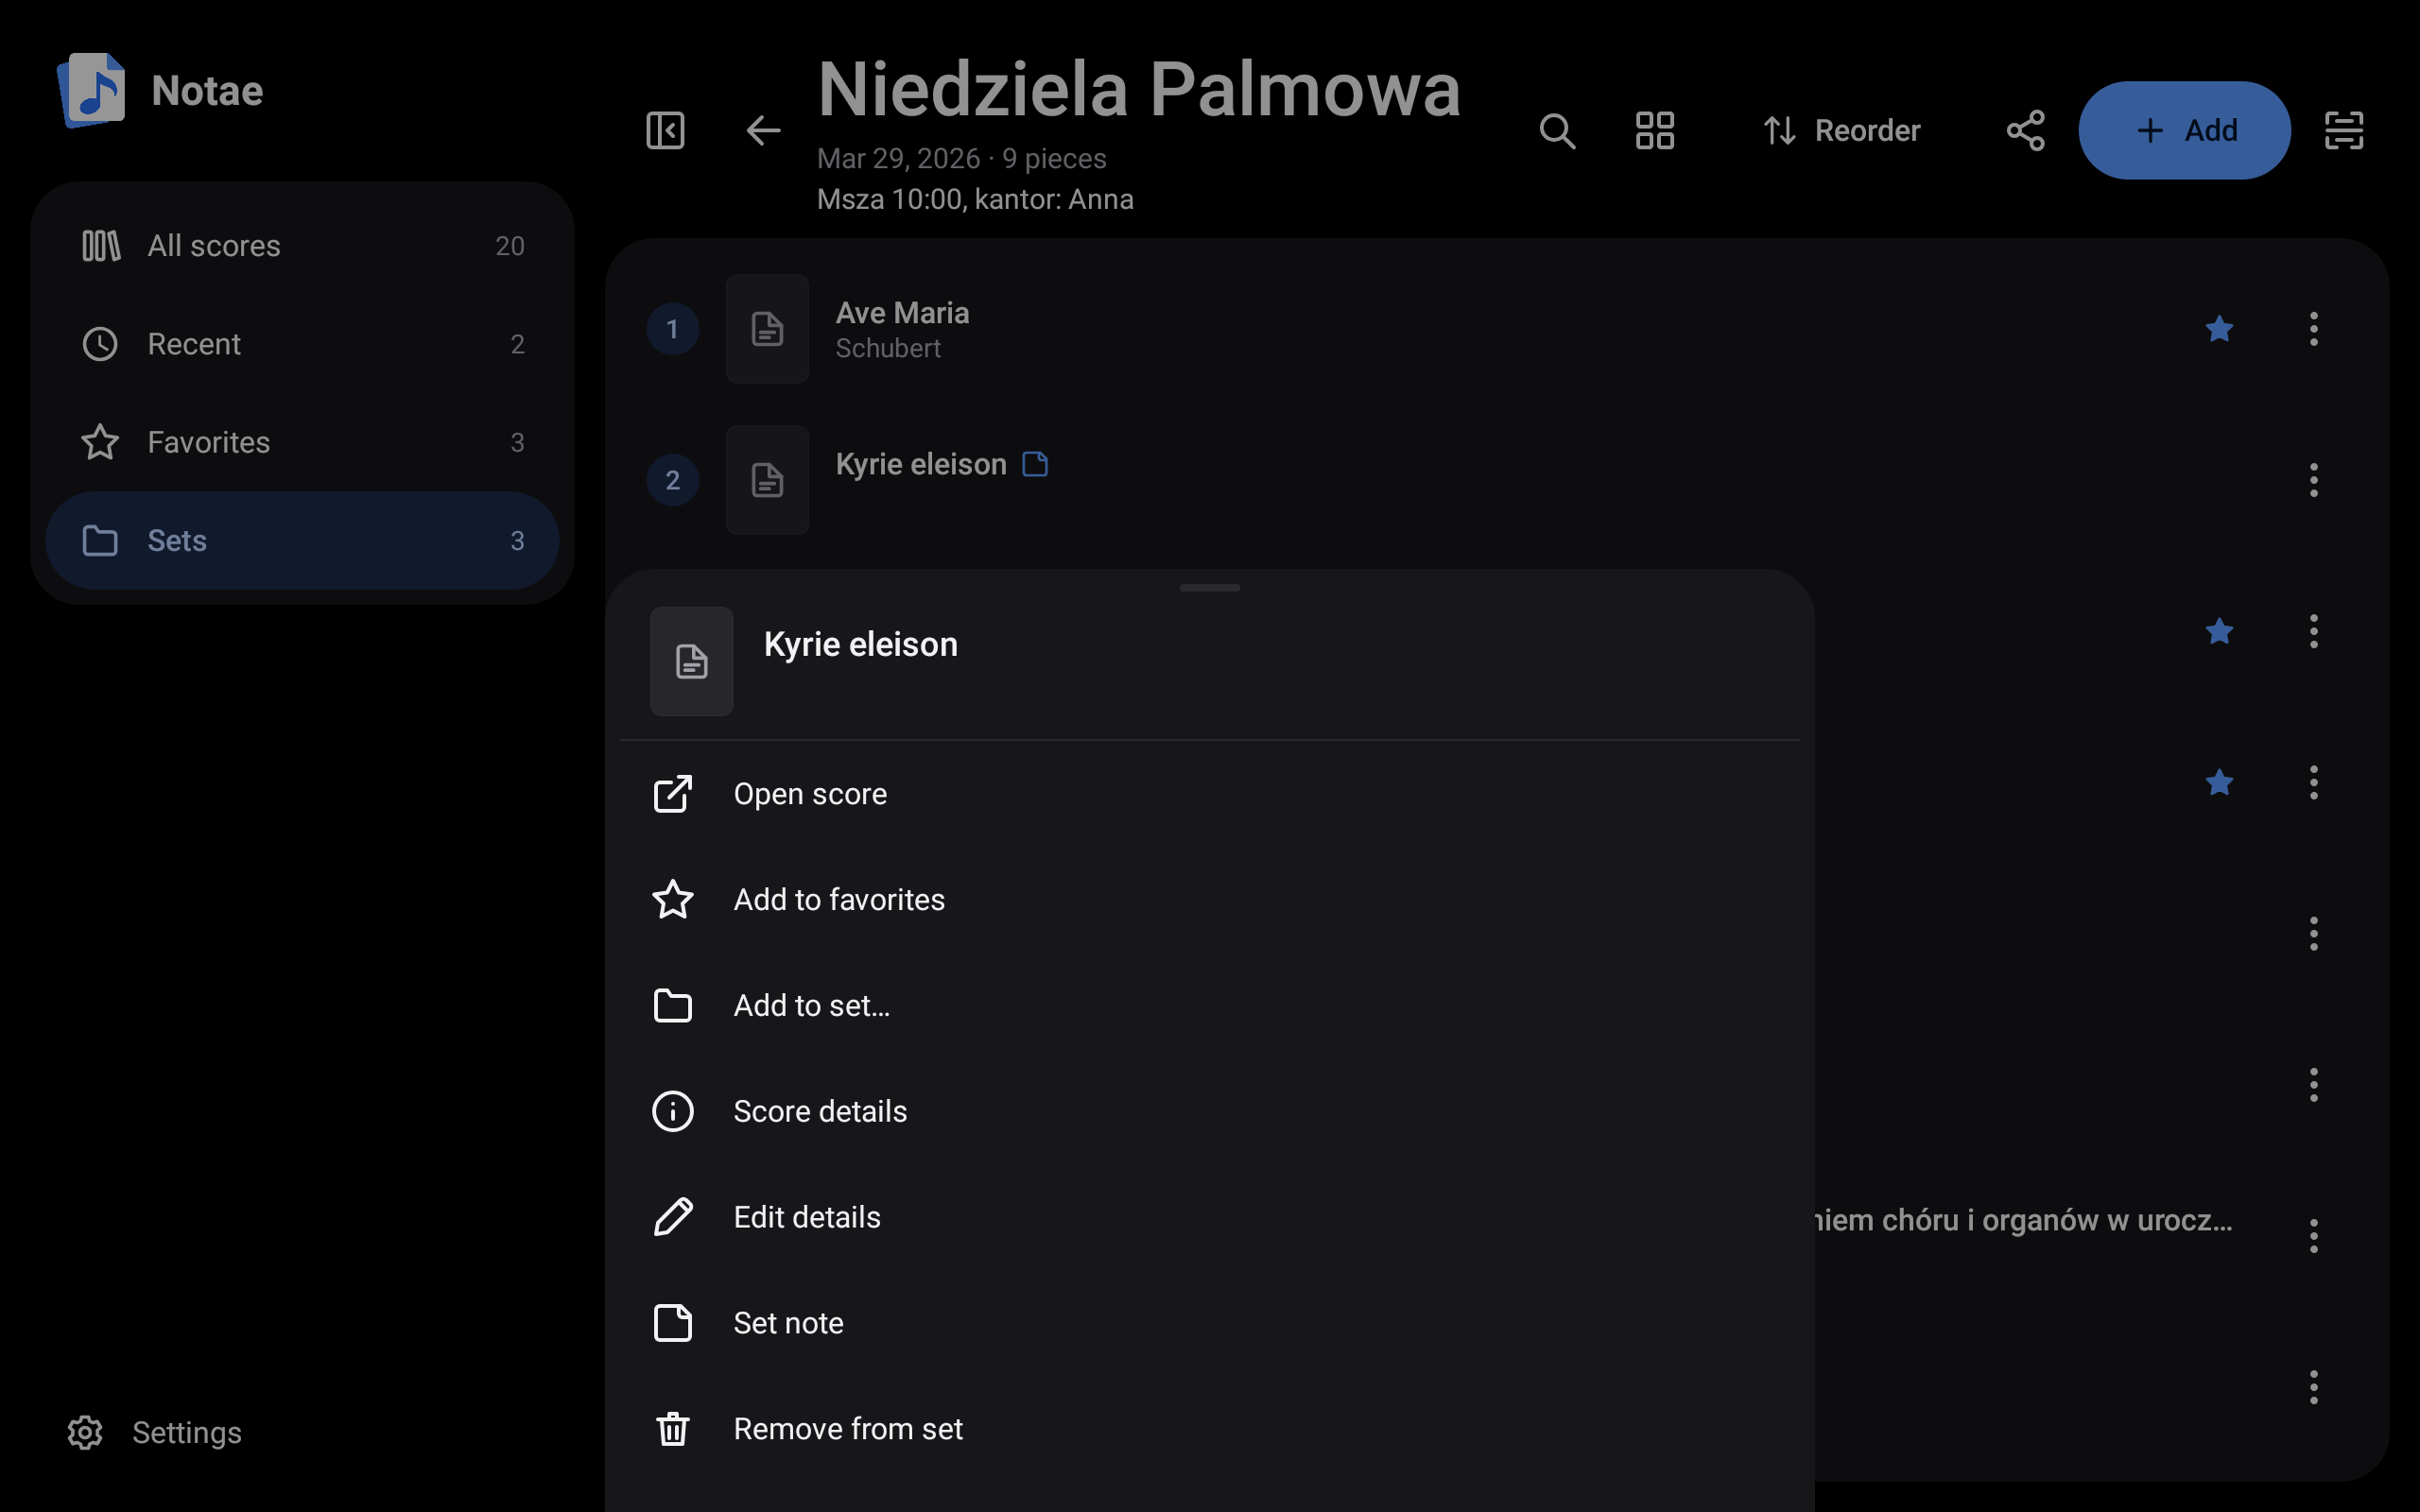 Notae
All scores 20
Recent 2
Favorites 3
Sets 3
Settings
Niedziela Palmowa
Mar 29, 2026 · 9 pieces
Msza 10:00, kantor: Anna
Reorder
+ Add
1
Ave Maria
Schubert
2
Kyrie eleison
Kyrie eleison
Open score
Add to favorites
Add to set...
Score details
Edit details
Set note
Remove from set
chóru i organów w urocz...